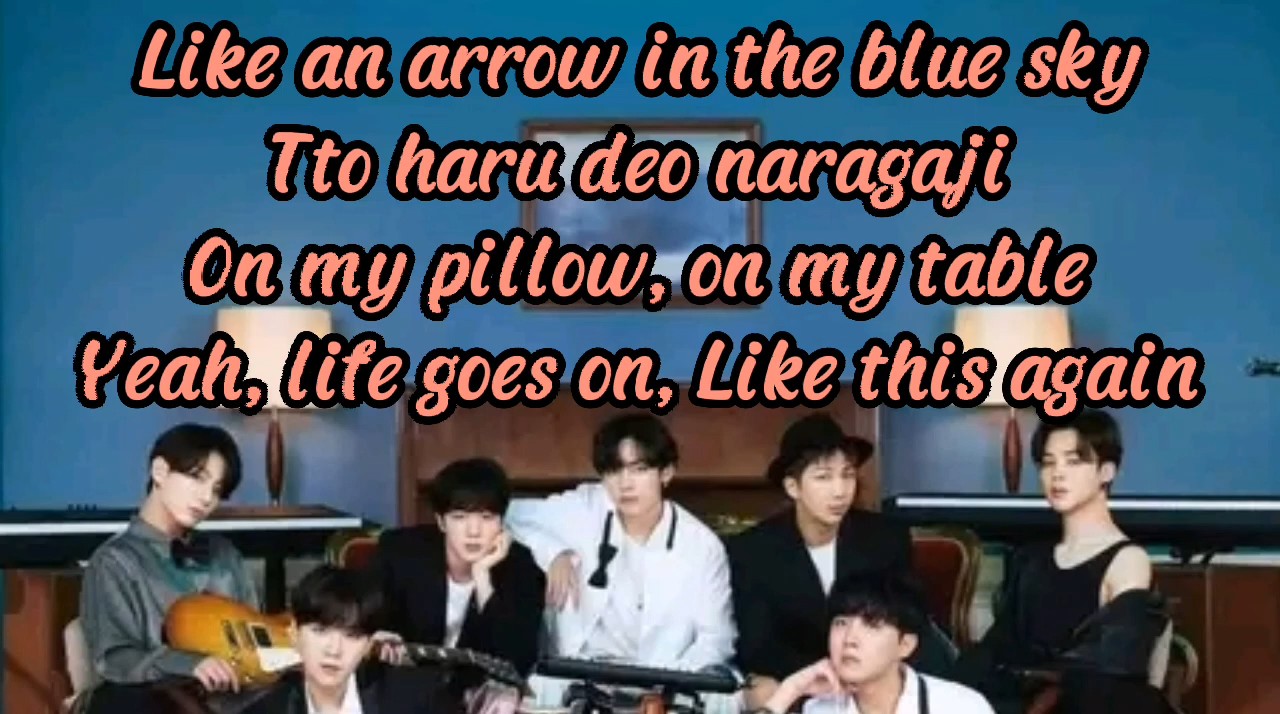 Like an arrow in the blue sky
Tto haru deo naragaji
On my pillow, on my table
Yeah, life goes on, Like this again